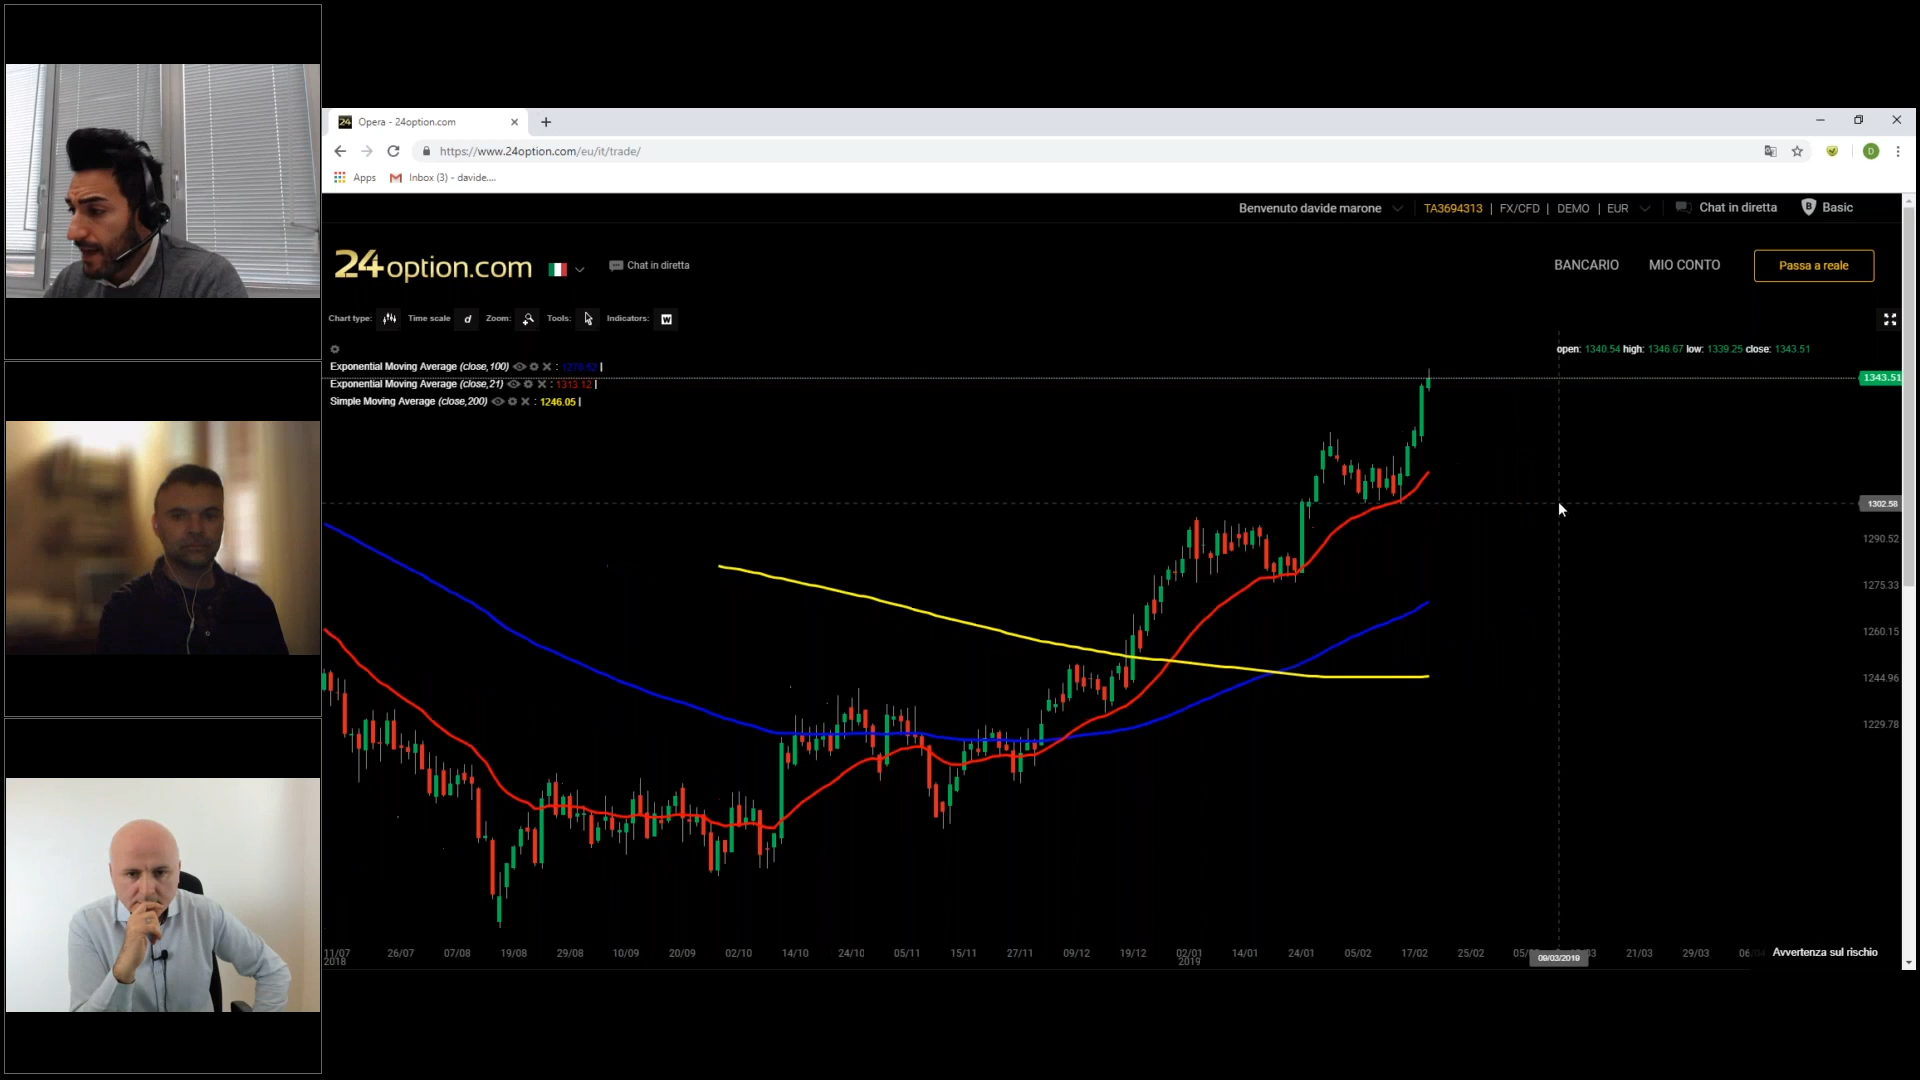 24 Opera - 24option.com
https://www.24option.com/eu/it/trade/
D
Apps Inbox (3) - davide....
Benvenuto davide marone TA3694313 | FX/CFD | DEMO | EUR Chat in diretta B Basic
24option.com Chat in diretta BANCARIO MIO CONTO Passa a reale
Chart type: Time scale d Zoom: Tools: Indicators: W
open: 1340.54 high: 1346.67 low: 1339.25 close: 1343.51
Exponential Moving Average (close,100) : |
Exponential Moving Average (close,21) : 1313.12 |
Simple Moving Average (close,200) : 1246.05 |
1343.51
1302.58
1290.52
1275.33
1260.15
1244.96
1229.78
11/07 26/07 07/08 19/08 29/08 10/09 20/09 02/10 14/10 24/10 05/11 15/11 27/11 09/12 19/12 02/01 14/01 24/01 05/02 17/02 25/02 05/ 3 21/03 29/03 06/04 Avvertenza sul rischio
2018 2019 09/03/2019